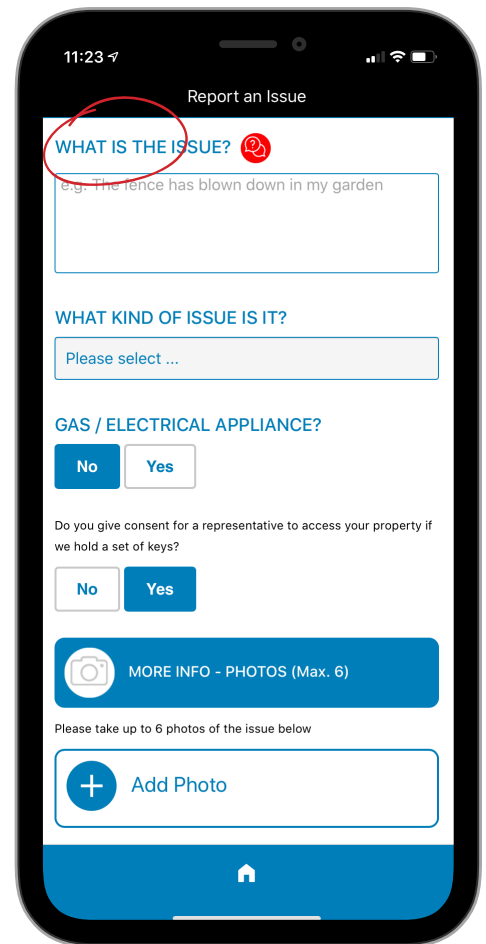 11:23
Report an Issue
WHAT IS THE ISSUE?
e.g. The fence has blown down in my garden
WHAT KIND OF ISSUE IS IT?
Please select ...
GAS / ELECTRICAL APPLIANCE?
No Yes
Do you give consent for a representative to access your property if
we hold a set of keys?
No Yes
MORE INFO - PHOTOS (Max. 6)
Please take up to 6 photos of the issue below
Add Photo